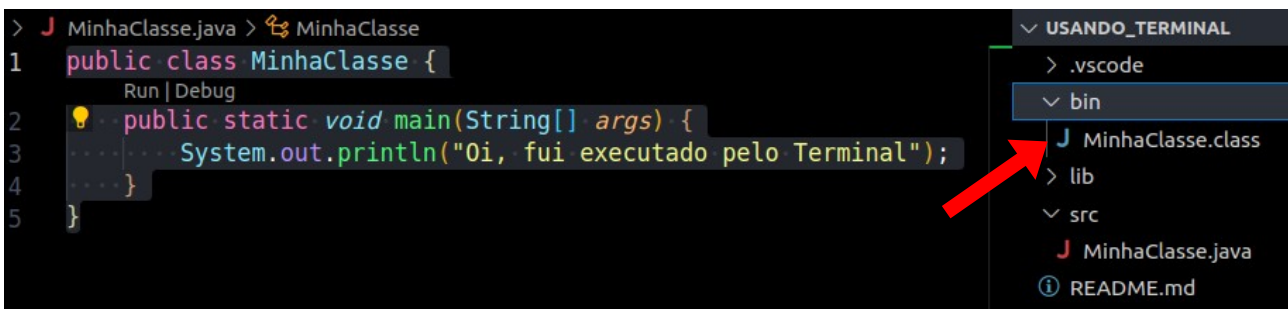 > J MinhaClasse.java > MinhaClasse
1 public class MinhaClasse {
Run | Debug
2 public static void main(String[] args) {
3 System.out.println("Oi, fui executado pelo Terminal");
4 }
5 }
USANDO_TERMINAL
> .vscode
bin
J MinhaClasse.class
> lib
src
J MinhaClasse.java
README.md